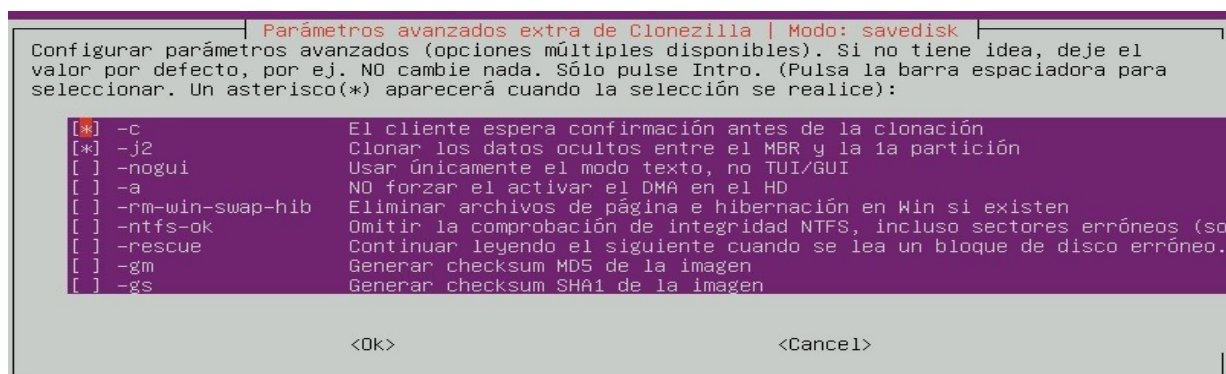 Parámetros avanzados extra de Clonezilla | Modo: savedisk
Configurar parámetros avanzados (opciones múltiples disponibles). Si no tiene idea, deje el
valor por defecto, por ej. NO cambie nada. Sólo pulse Intro. (Pulsa la barra espaciadora para
seleccionar. Un asterisco(*) aparecerá cuando la selección se realice):
[*] -c El cliente espera confirmación antes de la clonación
[*] -j2 Clonar los datos ocultos entre el MBR y la 1a partición
[ ] -nogui Usar únicamente el modo texto, no TUI/GUI
[ ] -a NO forzar el activar el DMA en el HD
[ ] -rm-win-swap-hib Eliminar archivos de página e hibernación en Win si existen
[ ] -ntfs-ok Omitir la comprobación de integridad NTFS, incluso sectores erróneos (so
[ ] -rescue Continuar leyendo el siguiente cuando se lea un bloque de disco erróneo.
[ ] -gm Generar checksum MD5 de la imagen
[ ] -gs Generar checksum SHA1 de la imagen
<Ok> <Cancel>